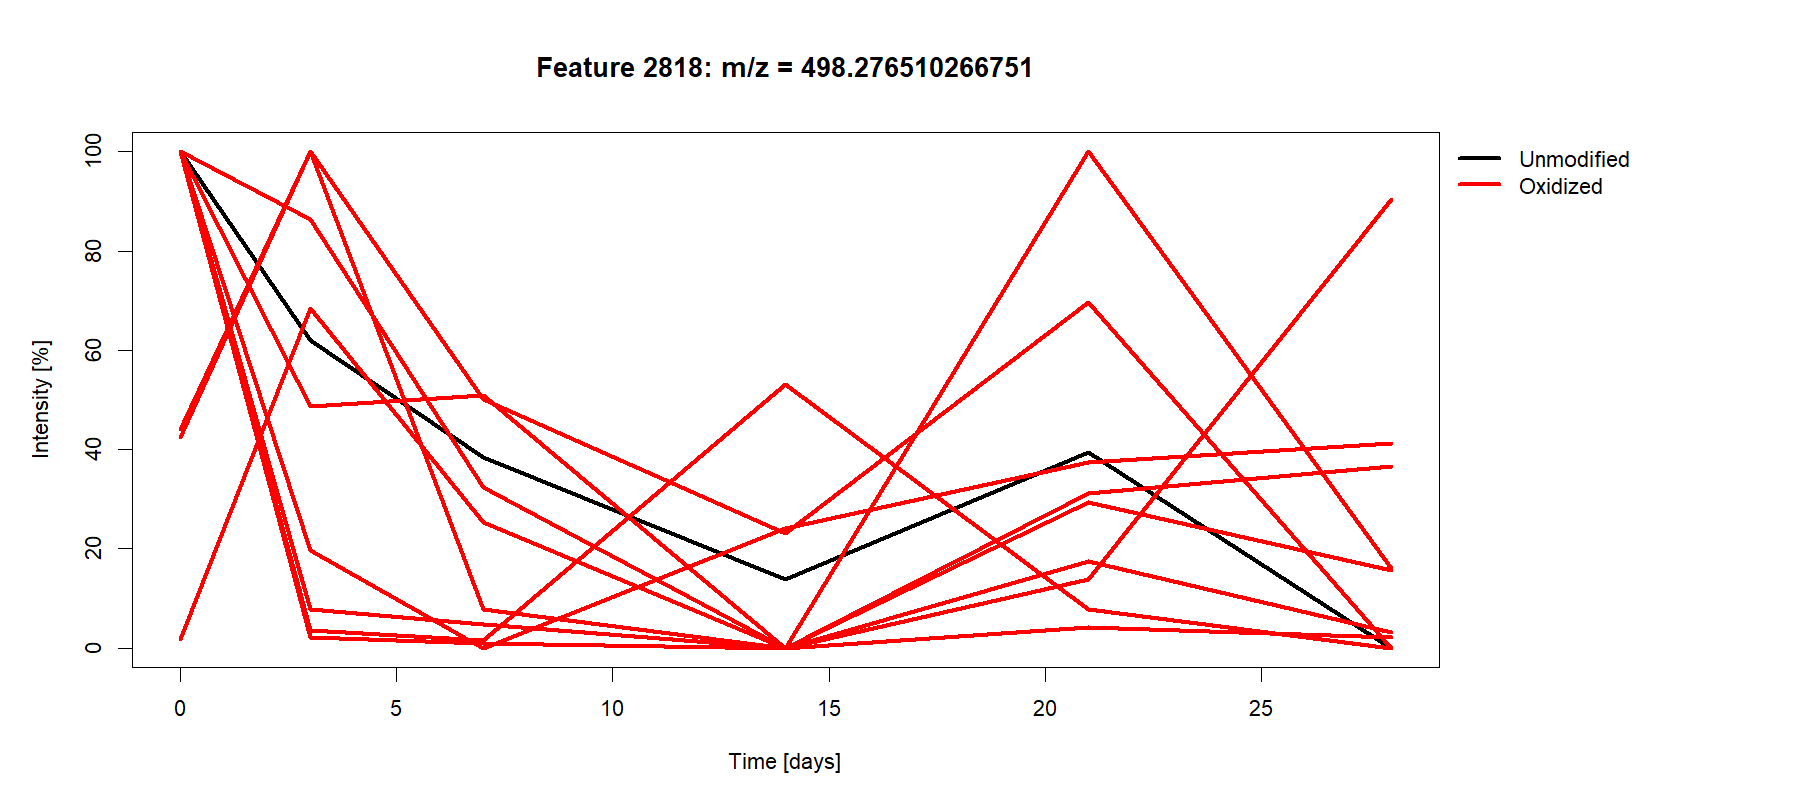 Feature 2818: m/z = 498.276510266751
Unmodified
Oxidized
Intensity [%]
100
80
60
40
20
0
0 5 10 15 20 25
Time [days]